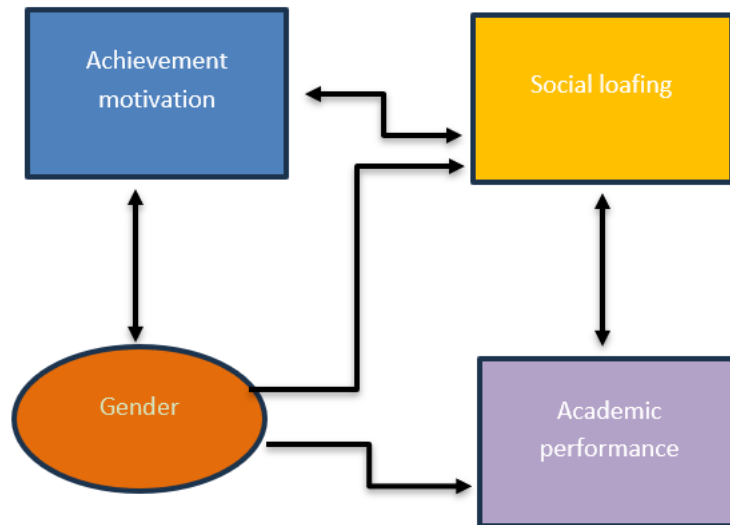 Achievement
motivation
Social loafing
Gender
Academic
performance